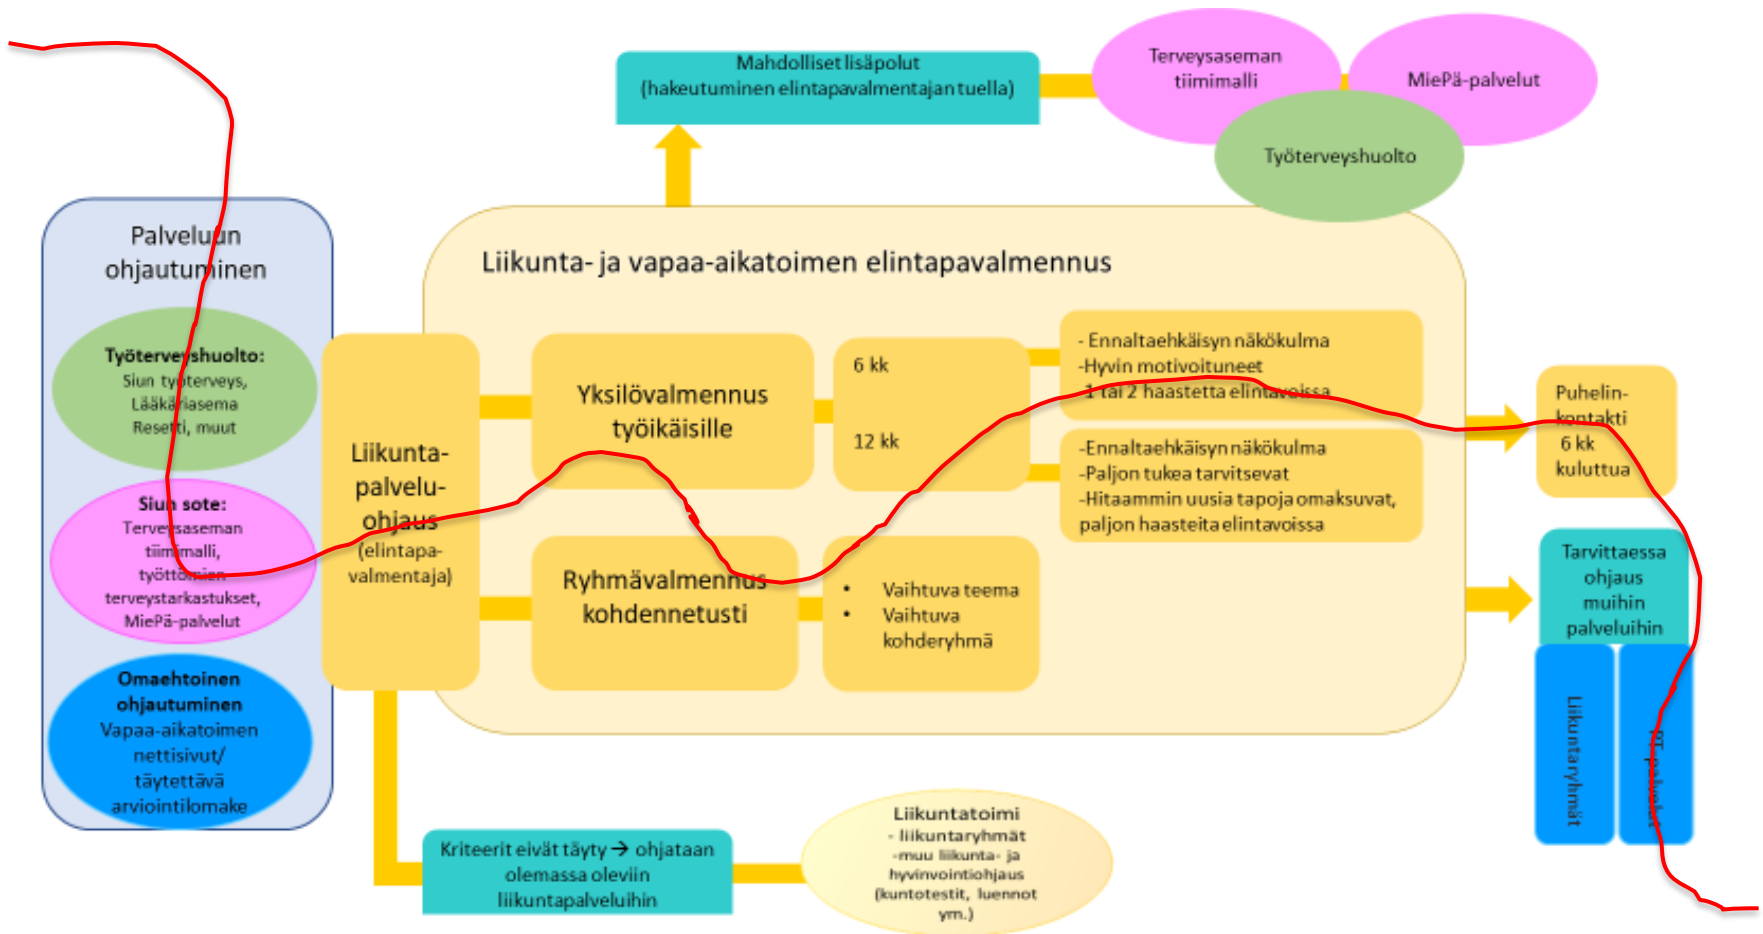 Mahdolliset lisäpolut
(hakeutuminen elintapavalmentajan tuella)
Terveysaseman
tiimimalli
MiePä-palvelut
Työterveyshuolto
Palveluun
ohjautuminen
Työterveyshuolto:
Siun työterveys,
Lääkäriasema
Resetti, muut
Siun sote:
Terveysaseman
tiimimalli,
työttömien
terveystarkastukset,
MiePä-palvelut
Omaehtoinen
ohjautuminen
Vapaa-aikatoimen
nettisivut/
täytettävä
arviointilomake
Liikunta- ja vapaa-aikatoimen elintapavalmennus
Liikunta-
palvelu-
ohjaus
(elintapa-
valmentaja)
Yksilövalmennus
työikäisille
6 kk
12 kk
- Ennaltaehkäisyn näkökulma
-Hyvin motivoituneet
-1 tai 2 haastetta elintavoissa
-Ennaltaehkäisyn näkökulma
-Paljon tukea tarvitsevat
-Hitaammin uusia tapoja omaksuvat,
paljon haasteita elintavoissa
Ryhmävalmennus
kohdennetusti
• Vaihtuva teema
• Vaihtuva
kohderyhmä
Puhelin-
kontakti
6 kk
kuluttua
Tarvittaessa
ohjaus
muihin
palveluihin
Liikuntaryhmät
PT-palvelut
Kriteerit eivät täyty → ohjataan
olemassa oleviin
liikuntapalveluihin
Liikuntatoimi
- liikuntaryhmät
-muu liikunta- ja
hyvinvointiohjaus
(kuntotestit, luennot
ym.)